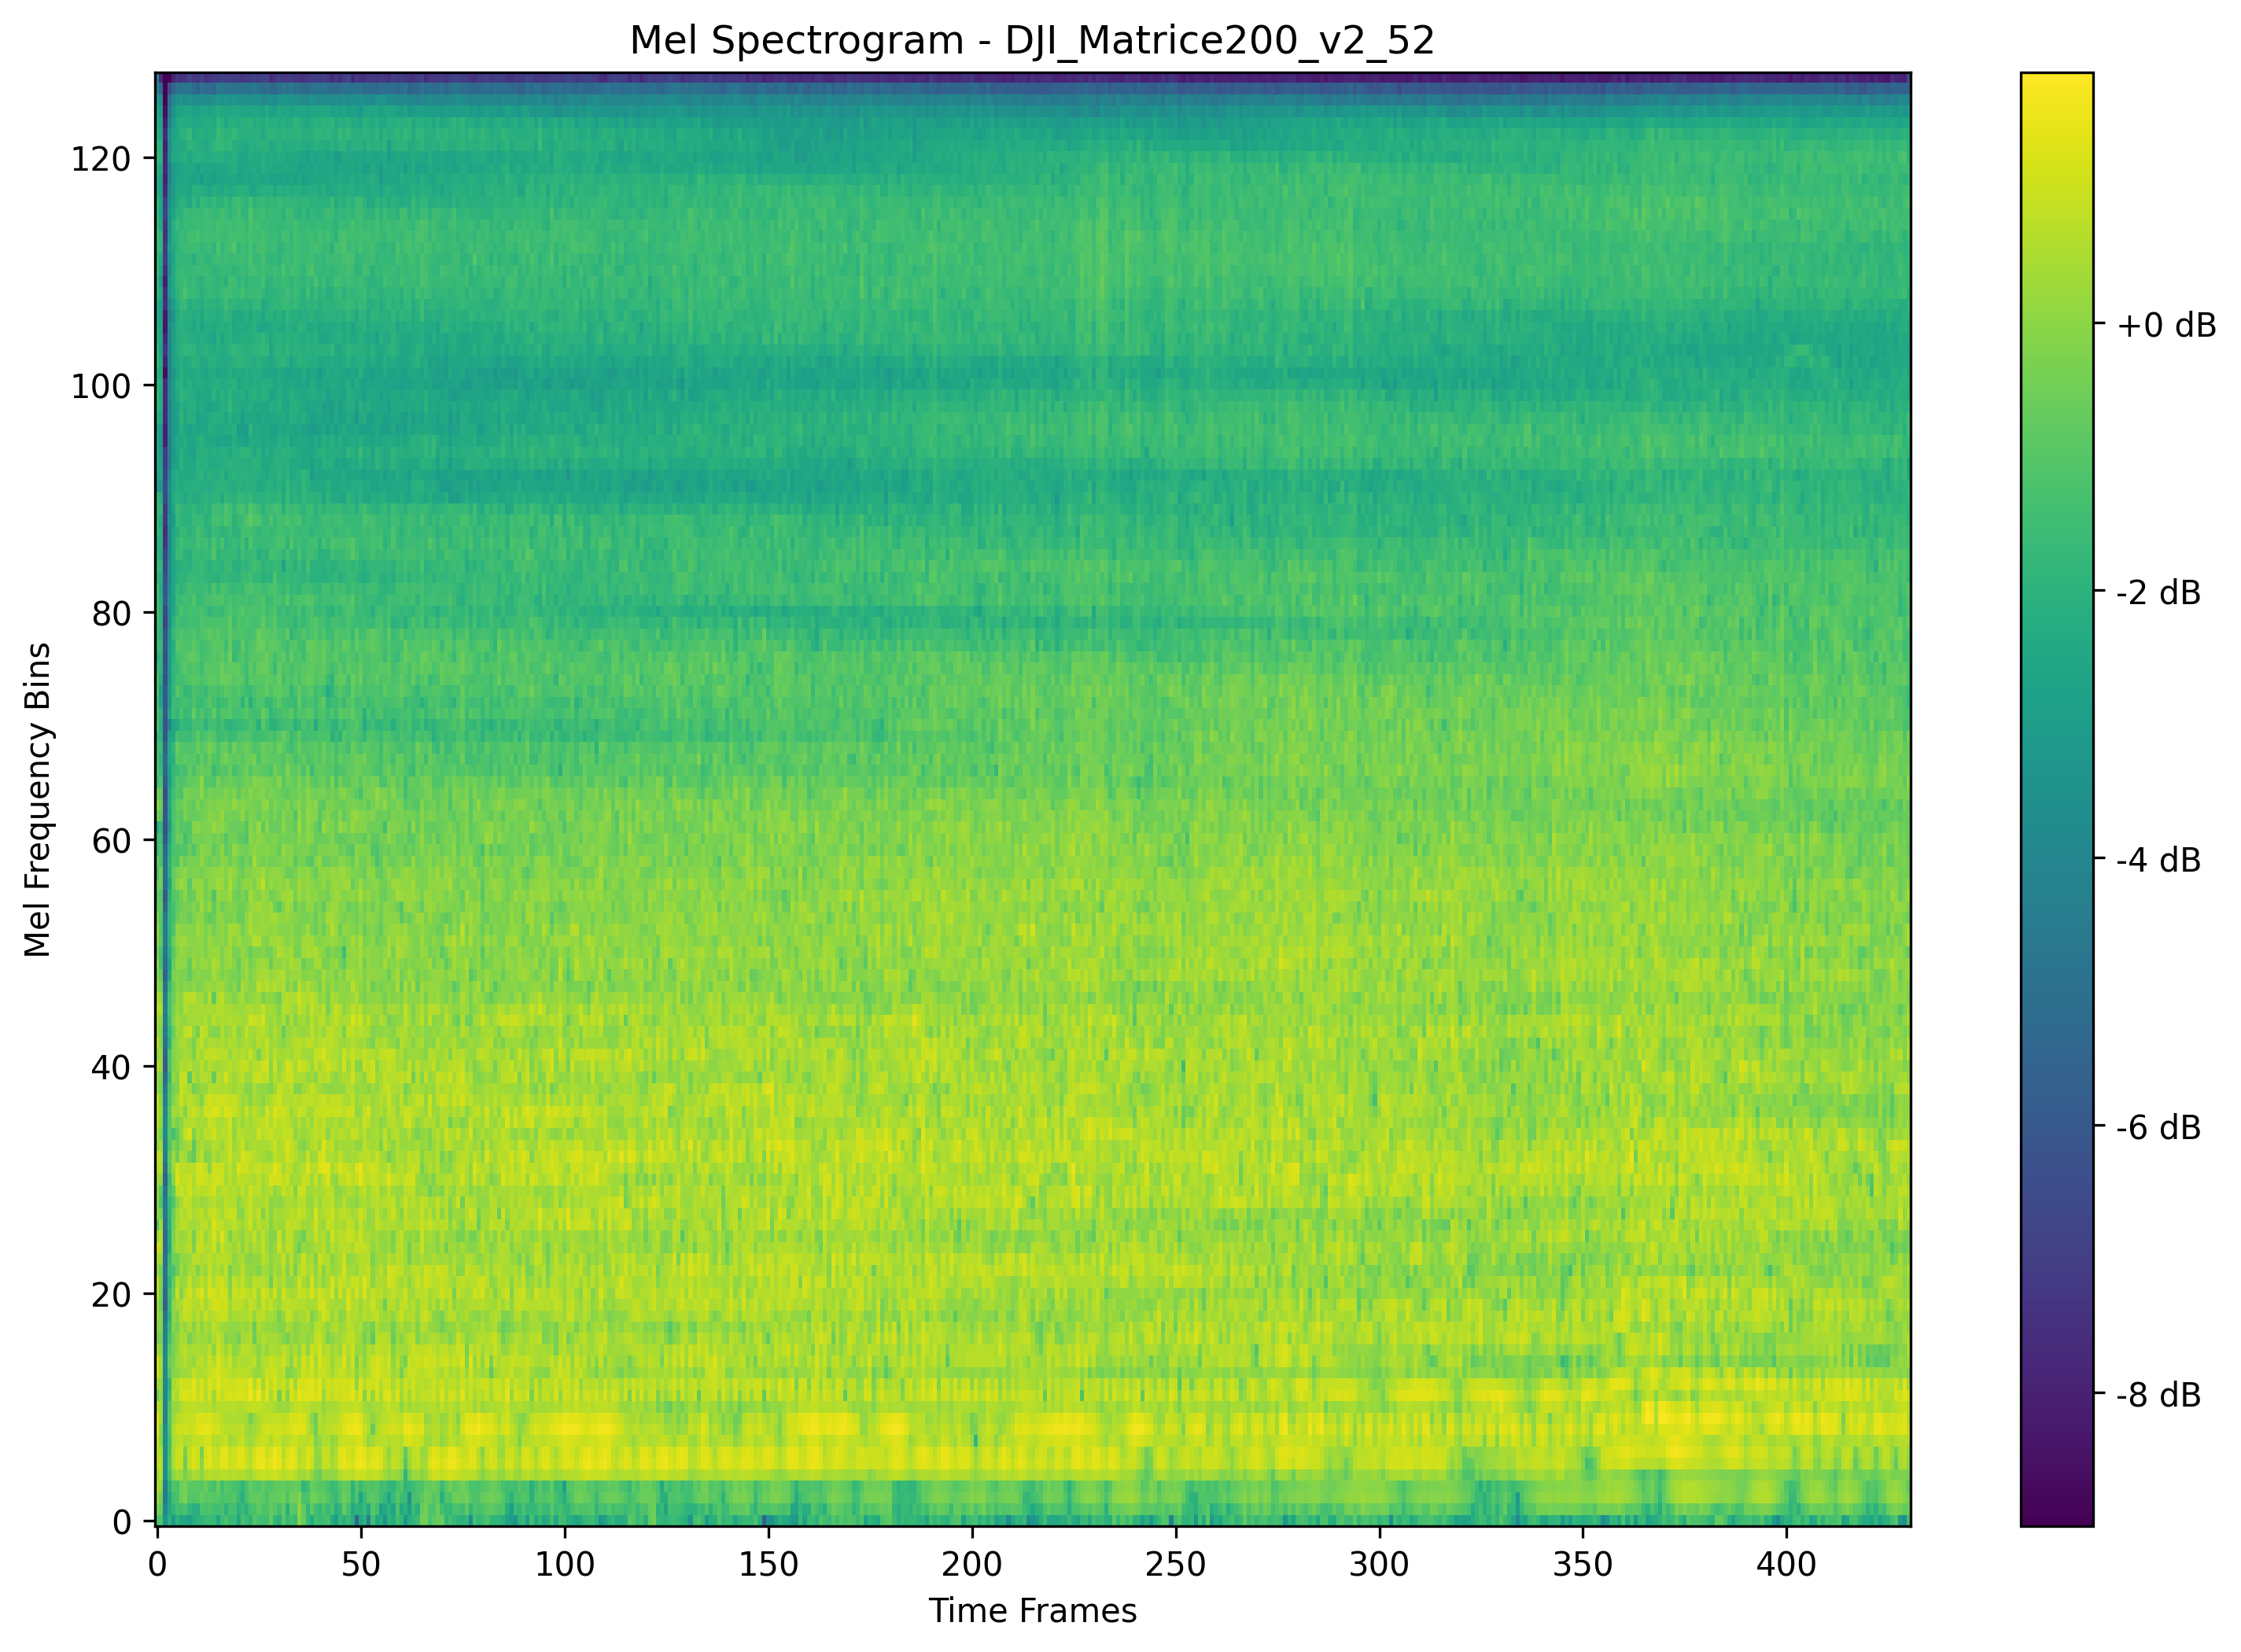 Mel Spectrogram - DJI_Matrice200_v2_52
Mel Frequency Bins
120
100
80
60
40
20
0
0 50 100 150 200 250 300 350 400
Time Frames
+0 dB
-2 dB
-4 dB
-6 dB
-8 dB